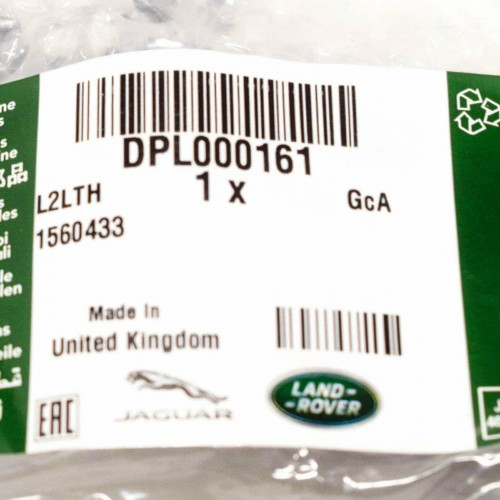 DPL000161
1 x
GcA
L2LTH
1560433
Made In
United Kingdom
EAC
JAGUAR
LAND-
-ROVER